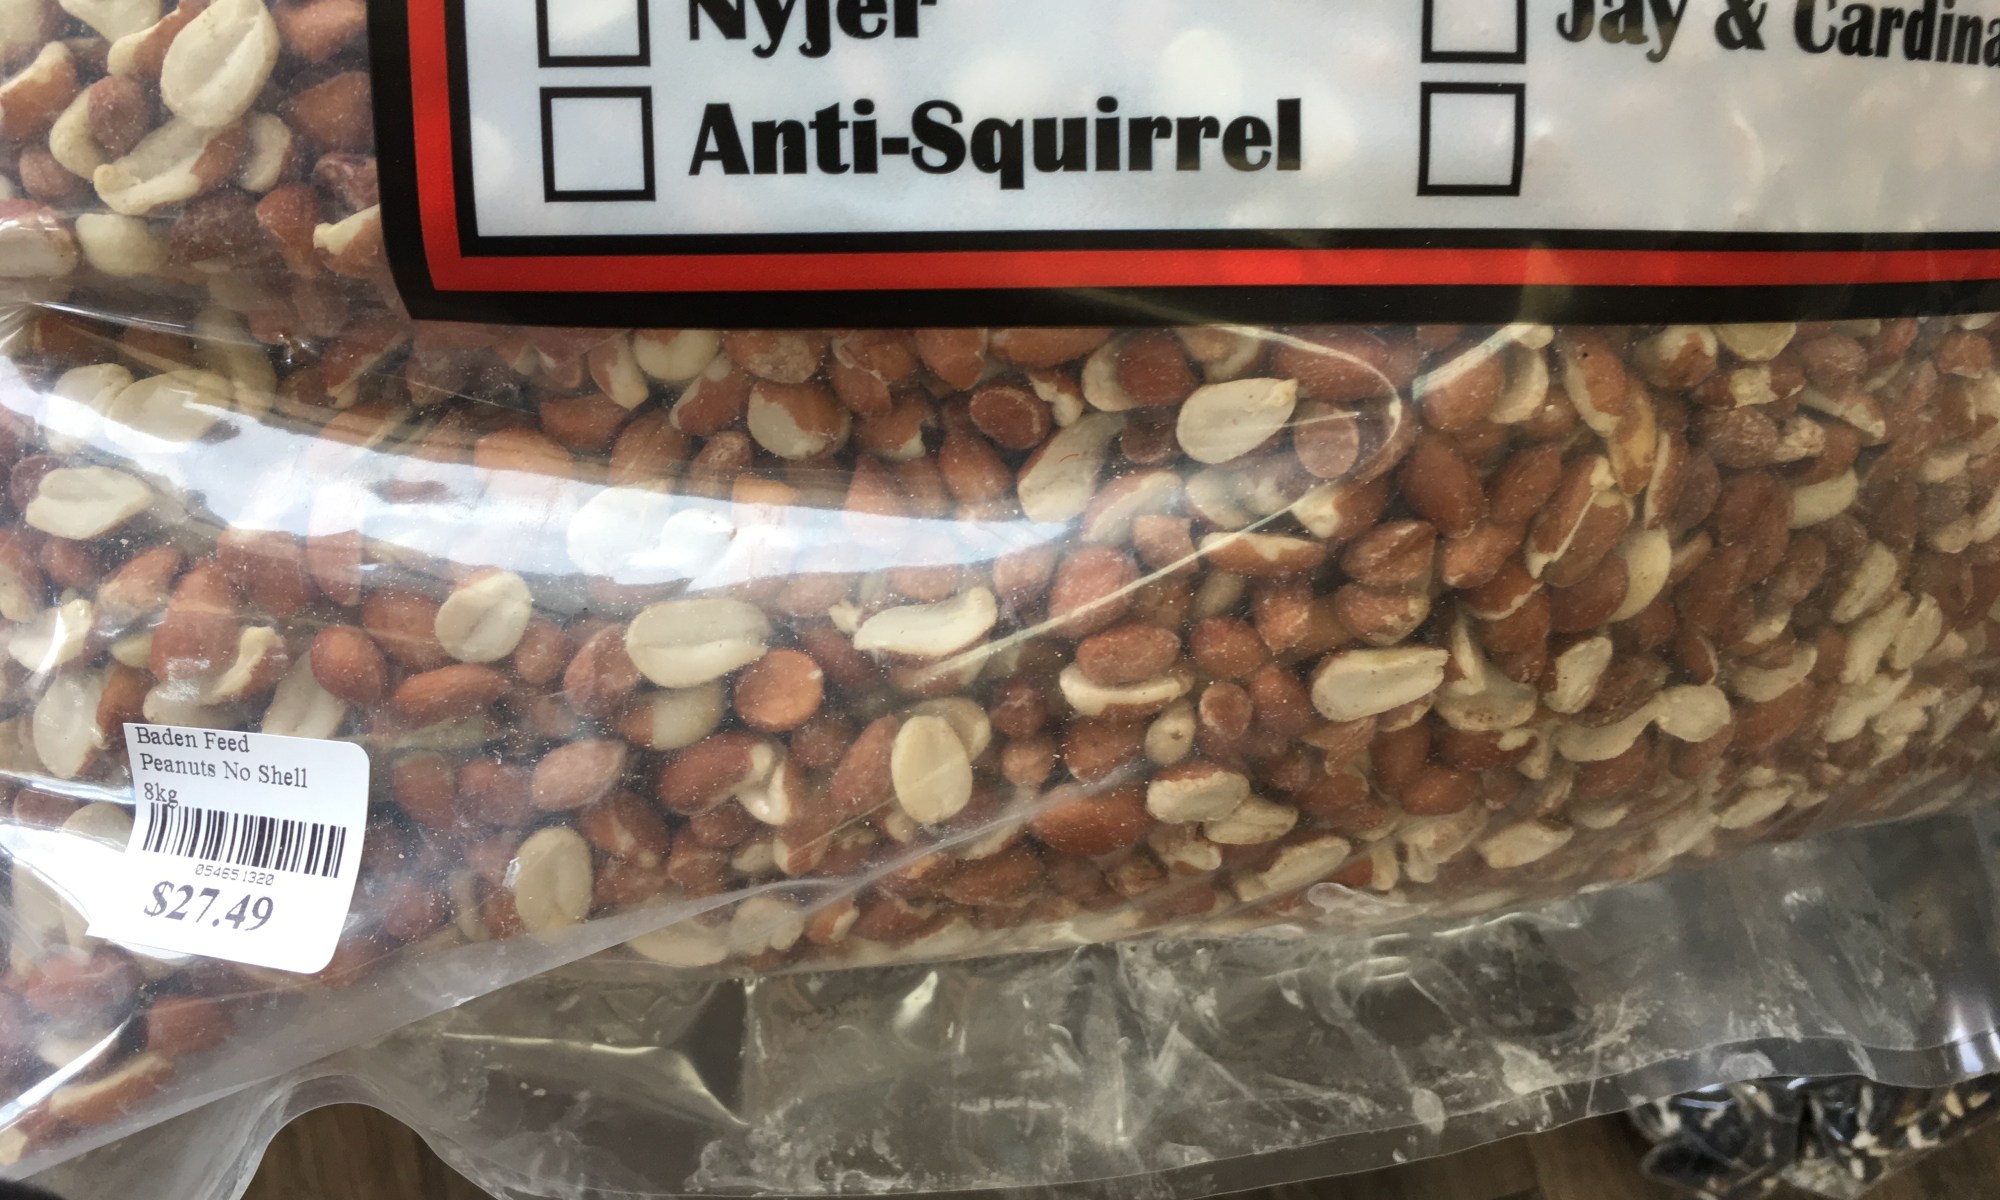 Nyjer
Jay & Cardina
Anti-Squirrel
Baden Feed
Peanuts No Shell
8kg
054651320
$27.49